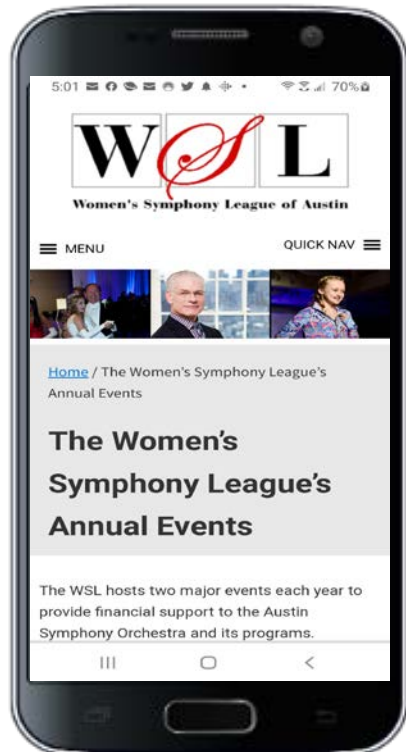 5:01 70%
WSL
Women's Symphony League of Austin
MENU
QUICK NAV
Home / The Women's Symphony League's
Annual Events
The Women's
Symphony League's
Annual Events
The WSL hosts two major events each year to
provide financial support to the Austin
Symphony Orchestra and its programs.